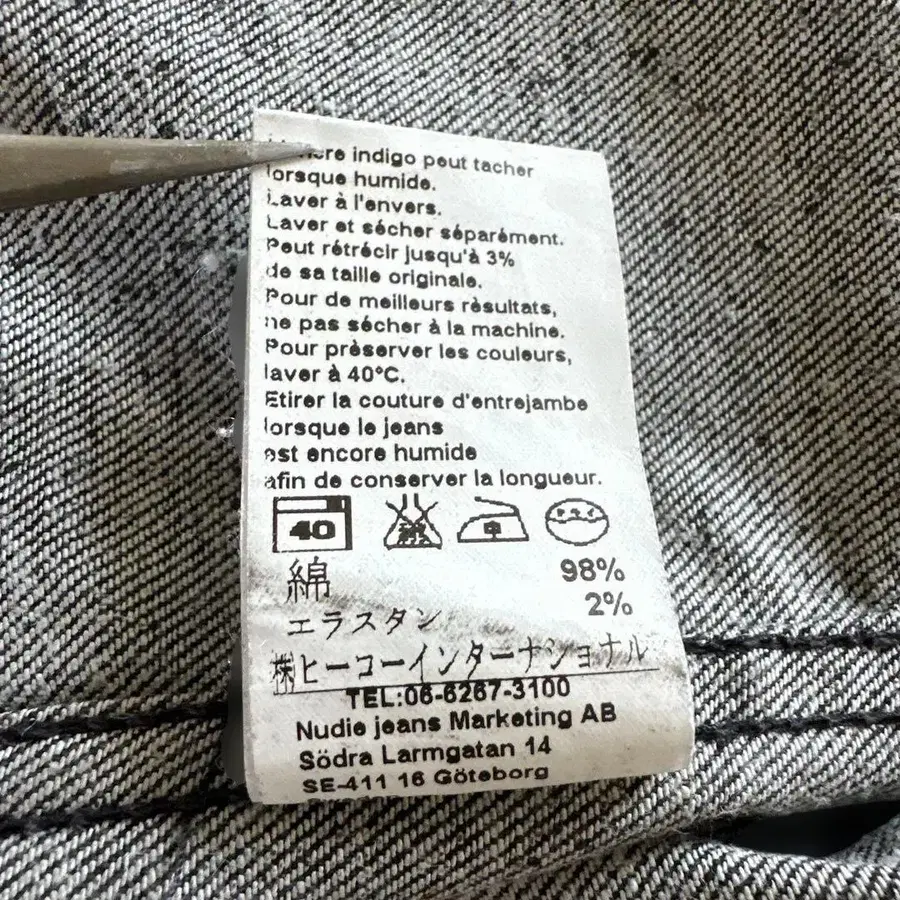 indigo peut tacher
lorsque humide.
Laver à l'envers.
Laver et sécher séparément.
Peut rétrécir jusqu'à 3%
de sa taille originale.
Pour de meilleurs rèsultats,
ne pas sécher à la machine.
Pour prèserver les couleurs,
laver à 40°C.
Etirer la couture d'entrejambe
lorsque le jeans
est encore humide
afin de conserver la longueur.
40 中 ドライ
綿 98%
エラスタン 2%
㈱ヒーコーインターナショナル
TEL:06-6267-3100
Nudie jeans Marketing AB
Södra Larmgatan 14
SE-411 16 Göteborg